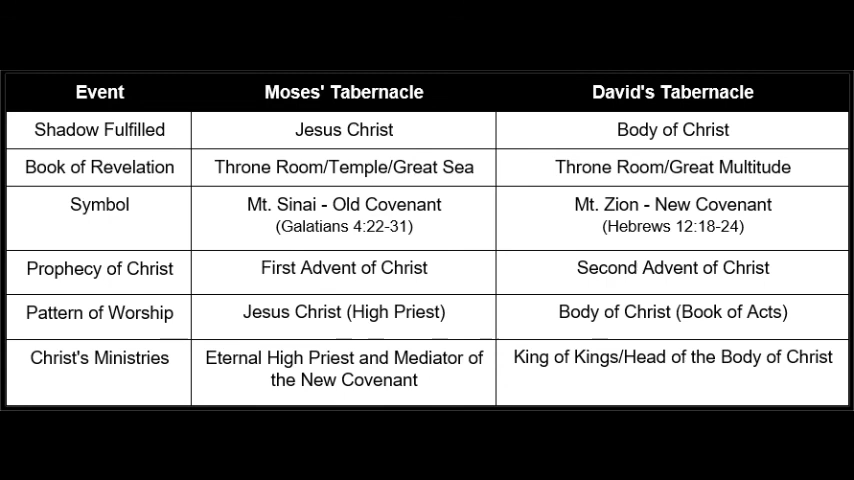 Event Moses' Tabernacle David's Tabernacle
Shadow Fulfilled Jesus Christ Body of Christ
Book of Revelation Throne Room/Temple/Great Sea Throne Room/Great Multitude
Symbol Mt. Sinai - Old Covenant Mt. Zion - New Covenant
(Galatians 4:22-31) (Hebrews 12:18-24)
Prophecy of Christ First Advent of Christ Second Advent of Christ
Pattern of Worship Jesus Christ (High Priest) Body of Christ (Book of Acts)
Christ's Ministries Eternal High Priest and Mediator of King of Kings/Head of the Body of Christ
the New Covenant